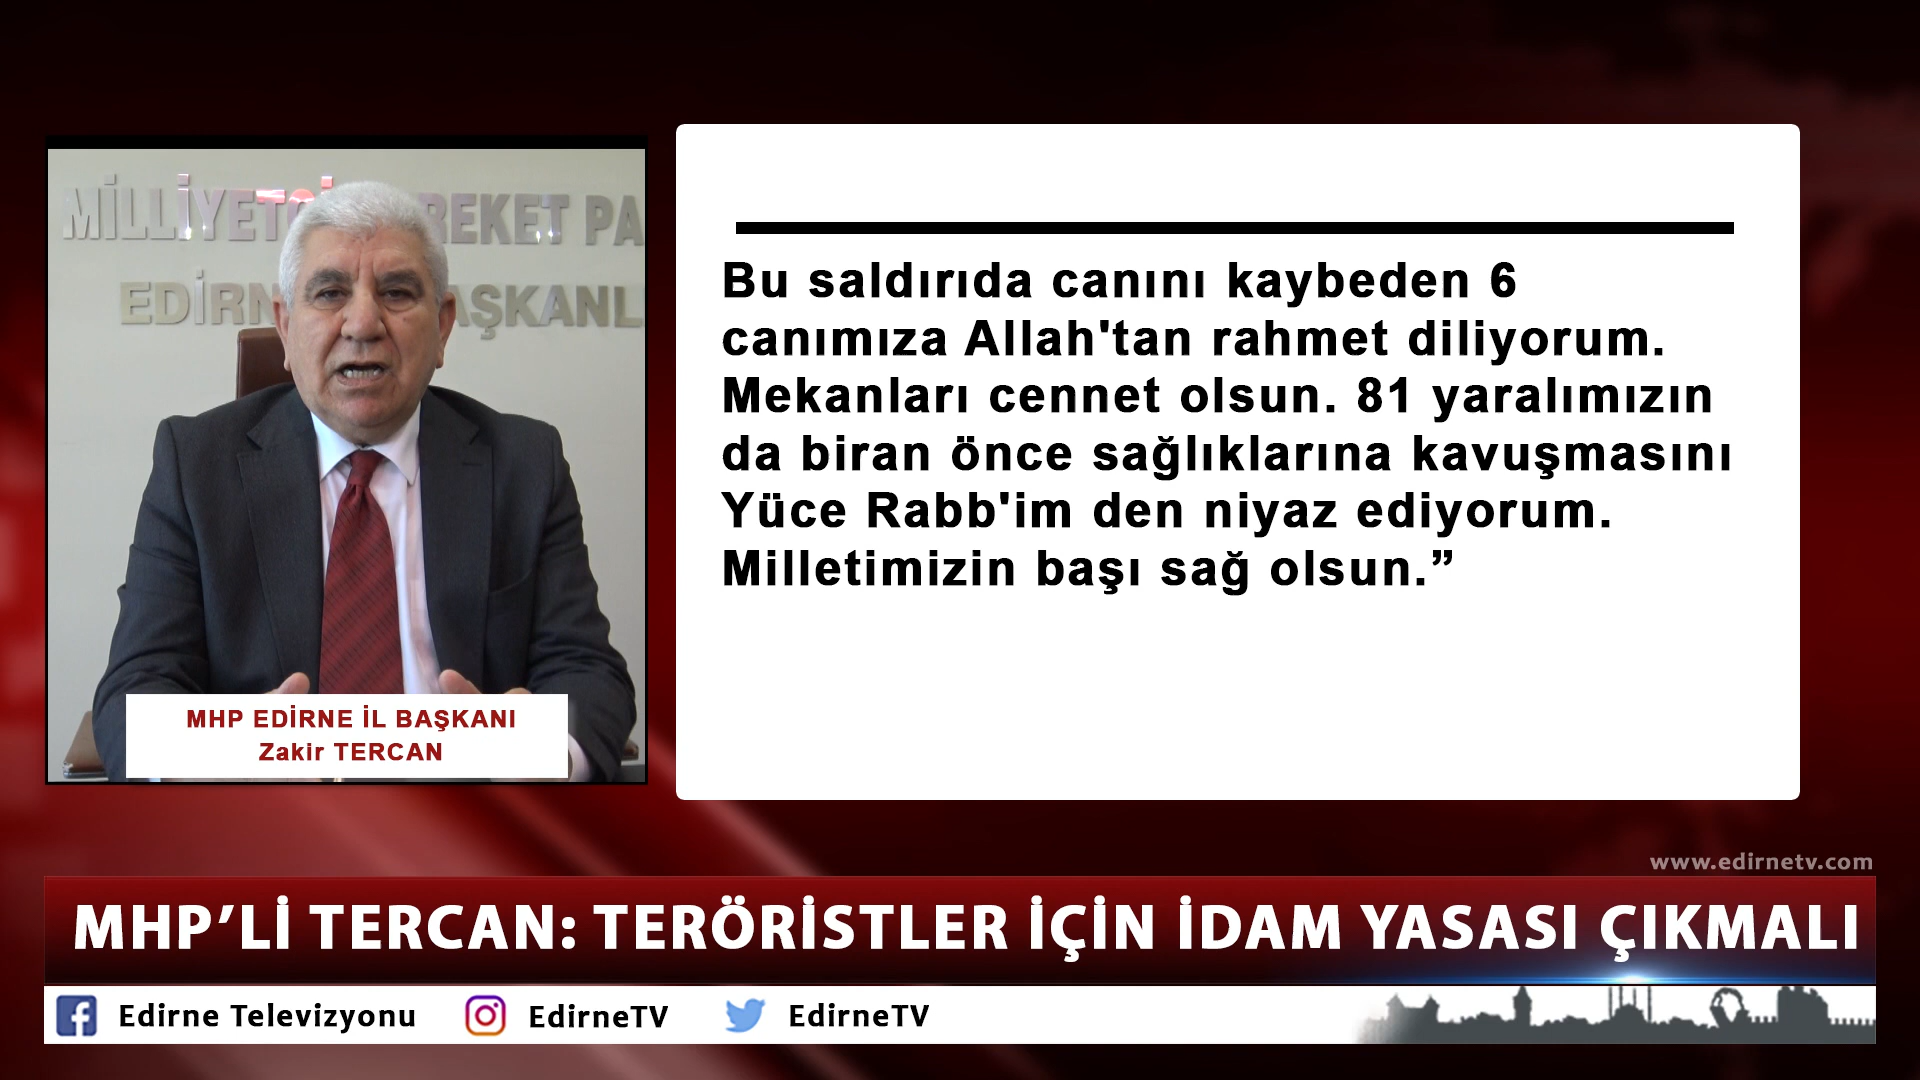 MİLLİYETÇİ REKET PA
EDİRN AŞKANL
MHP EDİRNE İL BAŞKANI
Zakir TERCAN
Bu saldırıda canını kaybeden 6
canımıza Allah'tan rahmet diliyorum.
Mekanları cennet olsun. 81 yaralımızın
da biran önce sağlıklarına kavuşmasını
Yüce Rabb'im den niyaz ediyorum.
Milletimizin başı sağ olsun.”
www.edirnetv.com
MHP’Lİ TERCAN: TERÖRİSTLER İÇİN İDAM YASASI ÇIKMALI
Edirne Televizyonu EdirneTV EdirneTV